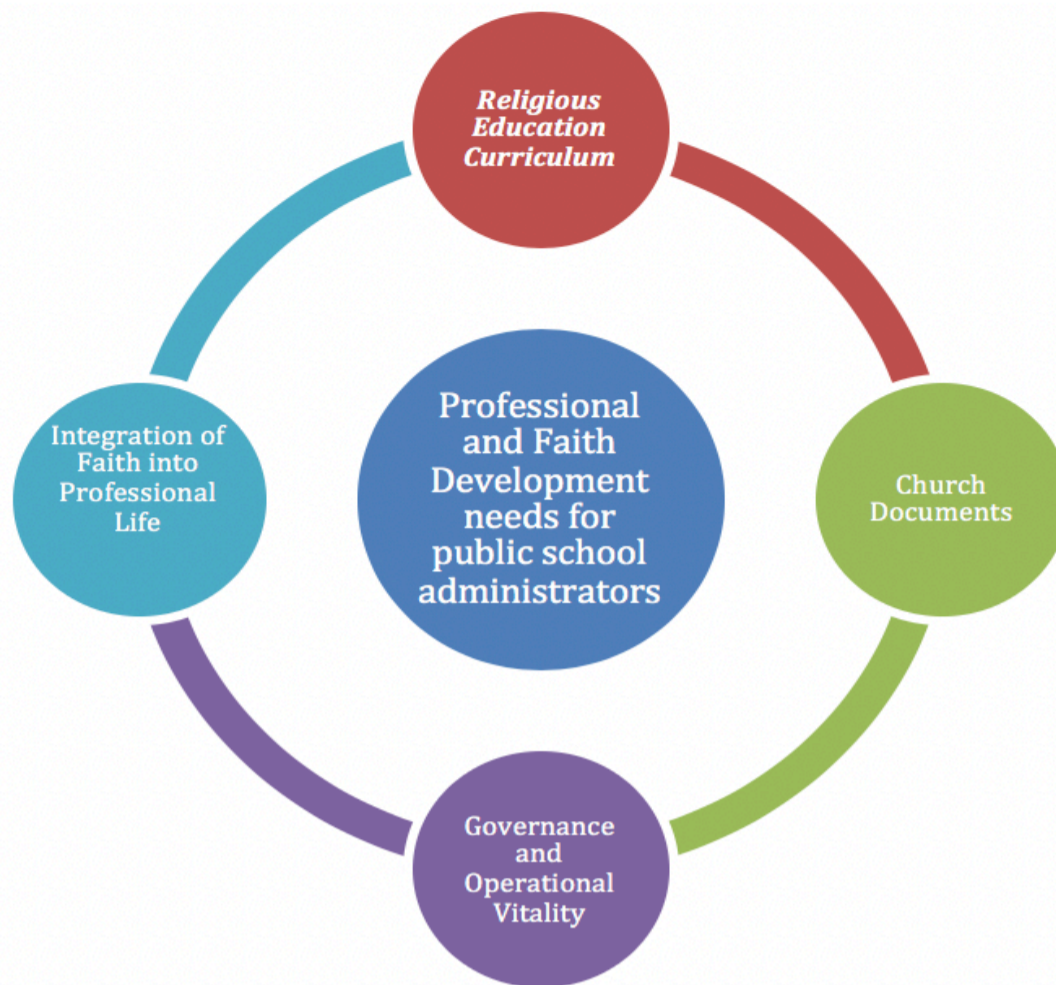 Religious
Education
Curriculum
Professional
and Faith
Development
needs for
public school
administrators
Integration of
Faith into
Professional
Life
Church
Documents
Governance
and
Operational
Vitality